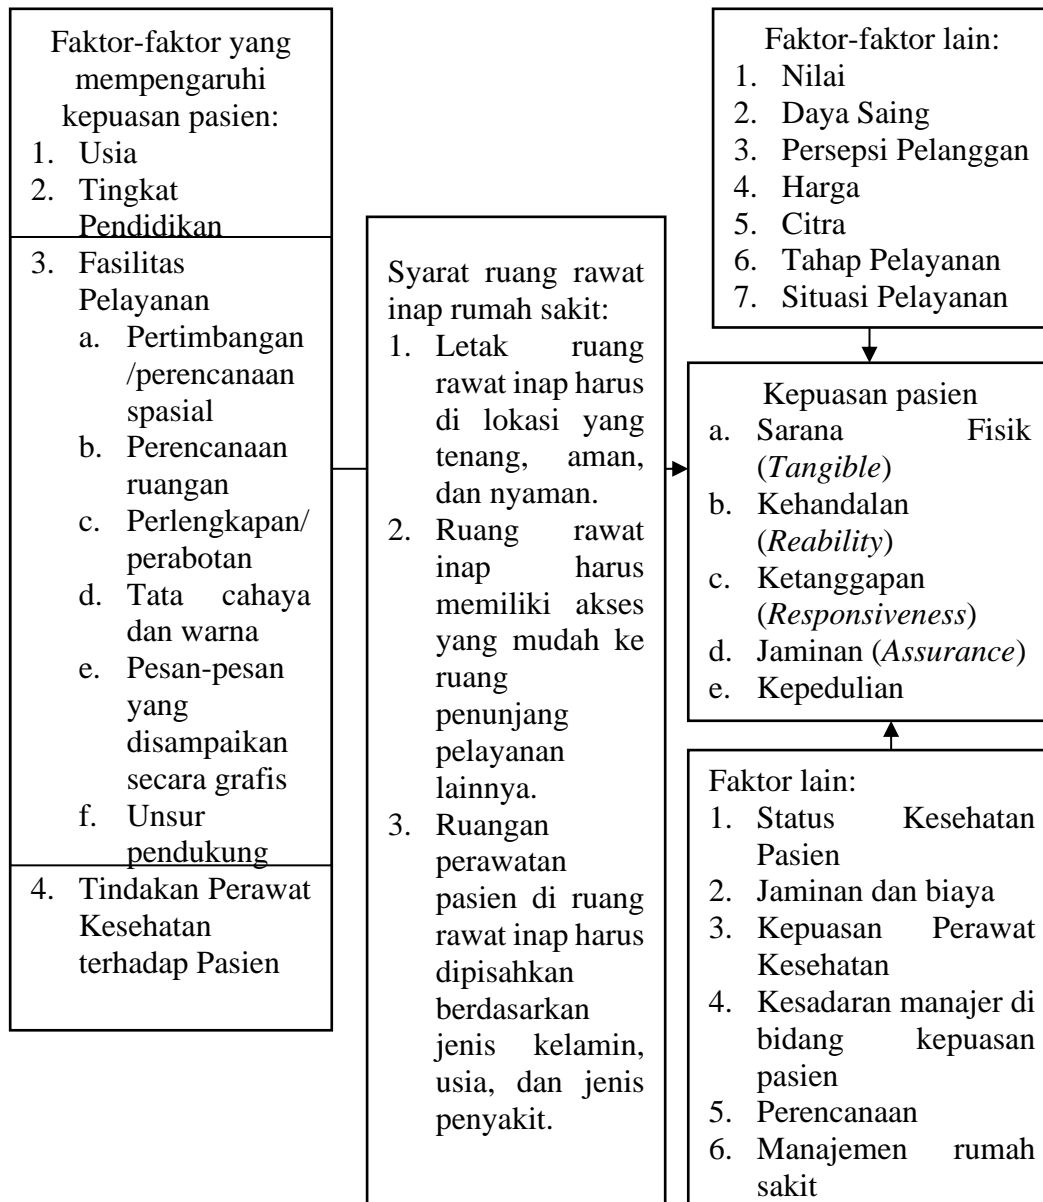 Faktor-faktor yang
mempengaruhi
kepuasan pasien:
1. Usia
2. Tingkat
Pendidikan
3. Fasilitas
Pelayanan
a. Pertimbangan
/perencanaan
spasial
b. Perencanaan
ruangan
c. Perlengkapan/
perabotan
d. Tata cahaya
dan warna
e. Pesan-pesan
yang
disampaikan
secara grafis
f. Unsur
pendukung
4. Tindakan Perawat
Kesehatan
terhadap Pasien
Syarat ruang rawat
inap rumah sakit:
1. Letak ruang
rawat inap harus
di lokasi yang
tenang, aman,
dan nyaman.
2. Ruang rawat
inap harus
memiliki akses
yang mudah ke
ruang
penunjang
pelayanan
lainnya.
3. Ruangan
perawatan
pasien di ruang
rawat inap harus
dipisahkan
berdasarkan
jenis kelamin,
usia, dan jenis
penyakit.
Faktor-faktor lain:
1. Nilai
2. Daya Saing
3. Persepsi Pelanggan
4. Harga
5. Citra
6. Tahap Pelayanan
7. Situasi Pelayanan
Kepuasan pasien
a. Sarana Fisik
(Tangible)
b. Kehandalan
(Reability)
c. Ketanggapan
(Responsiveness)
d. Jaminan (Assurance)
e. Kepedulian
Faktor lain:
1. Status Kesehatan
Pasien
2. Jaminan dan biaya
3. Kepuasan Perawat
Kesehatan
4. Kesadaran manajer di
bidang kepuasan
pasien
5. Perencanaan
6. Manajemen rumah
sakit